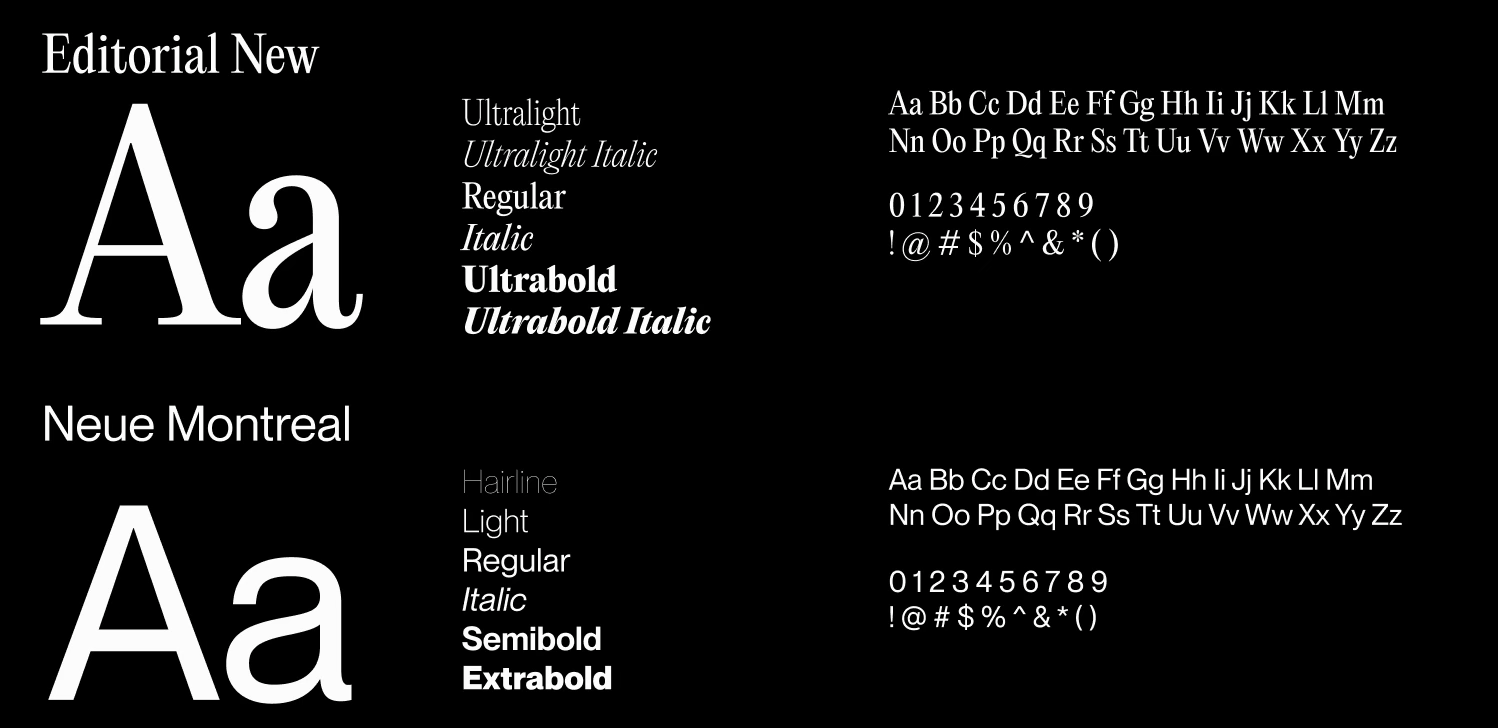 Editorial New
Aa
Ultralight
Ultralight Italic
Regular
Italic
Ultrabold
Ultrabold Italic
Aa Bb Cc Dd Ee Ff Gg Hh Ii Jj Kk Ll Mm
Nn Oo Pp Qq Rr Ss Tt Uu Vv Ww Xx Yy Zz
0 1 2 3 4 5 6 7 8 9
! @ # $ % ^ & * ( )
Neue Montreal
Aa
Hairline
Light
Regular
Italic
Semibold
Extrabold
Aa Bb Cc Dd Ee Ff Gg Hh Ii Jj Kk Ll Mm
Nn Oo Pp Qq Rr Ss Tt Uu Vv Ww Xx Yy Zz
0 1 2 3 4 5 6 7 8 9
! @ # $ % ^ & * ( )